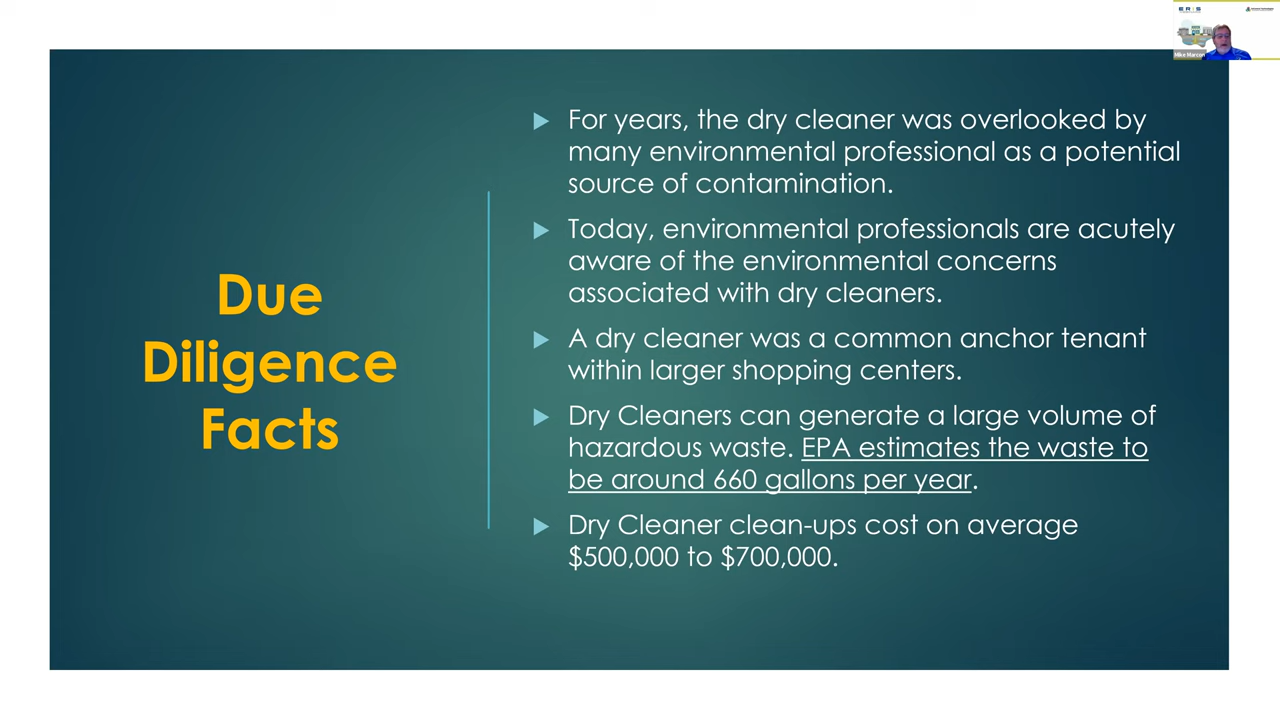 ERIS
Due
Diligence
Facts
For years, the dry cleaner was overlooked by
many environmental professional as a potential
source of contamination.
Today, environmental professionals are acutely
aware of the environmental concerns
associated with dry cleaners.
A dry cleaner was a common anchor tenant
within larger shopping centers.
Dry Cleaners can generate a large volume of
hazardous waste. EPA estimates the waste to
be around 660 gallons per year.
Dry Cleaner clean-ups cost on average
$500,000 to $700,000.